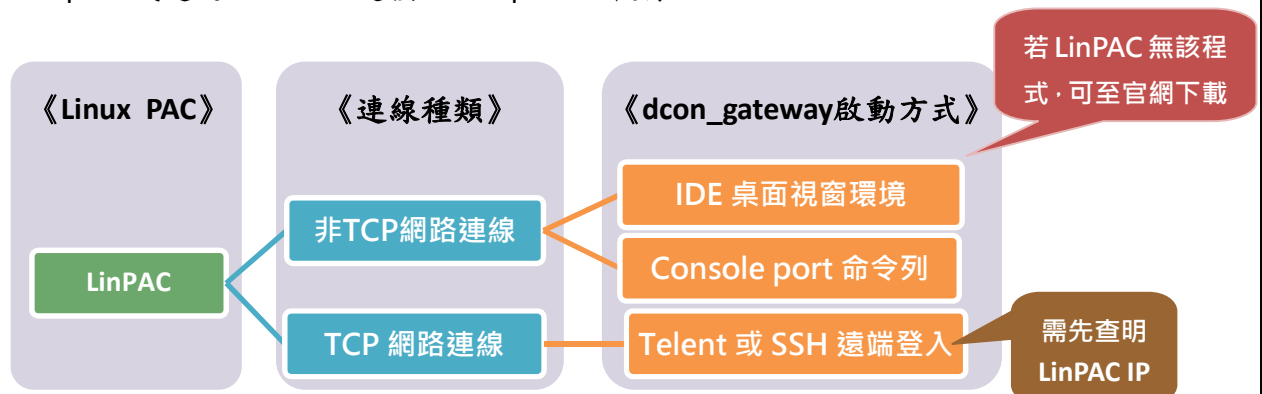 若 LinPAC 無該程
式，可至官網下載
《Linux PAC》
《連線種類》
《dcon_gateway啟動方式》
IDE 桌面視窗環境
非TCP網路連線
Console port 命令列
LinPAC
TCP 網路連線
Telent 或 SSH 遠端登入
需先查明
LinPAC IP